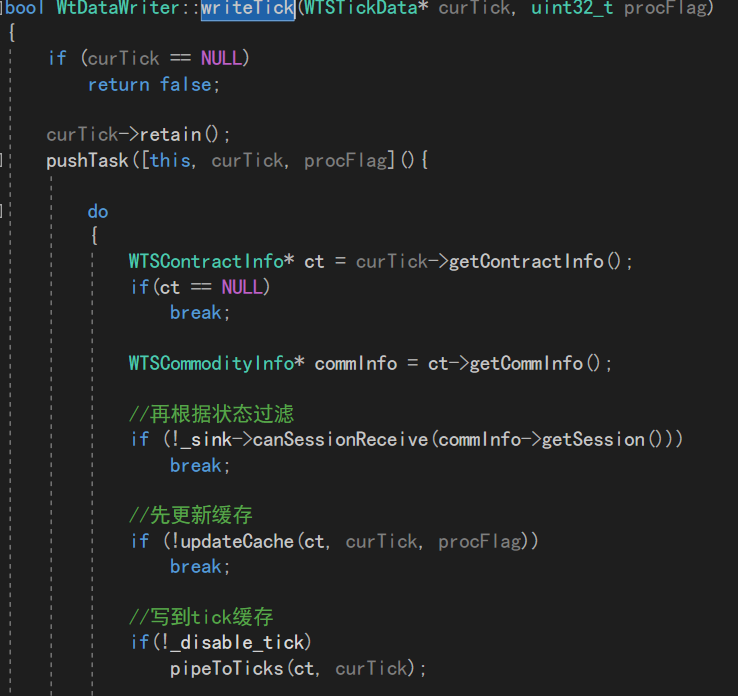 bool WtDataWriter::writeTick(WTSTickData* curTick, uint32_t procFlag)
{
if (curTick == NULL)
return false;
curTick->retain();
pushTask([this, curTick, procFlag](){
do
{
WTSContractInfo* ct = curTick->getContractInfo();
if(ct == NULL)
break;
WTSCommodityInfo* commInfo = ct->getCommInfo();
//再根据状态过滤
if (!_sink->canSessionReceive(commInfo->getSession()))
break;
//先更新缓存
if (!updateCache(ct, curTick, procFlag))
break;
//写到tick缓存
if(!_disable_tick)
pipeToTicks(ct, curTick);